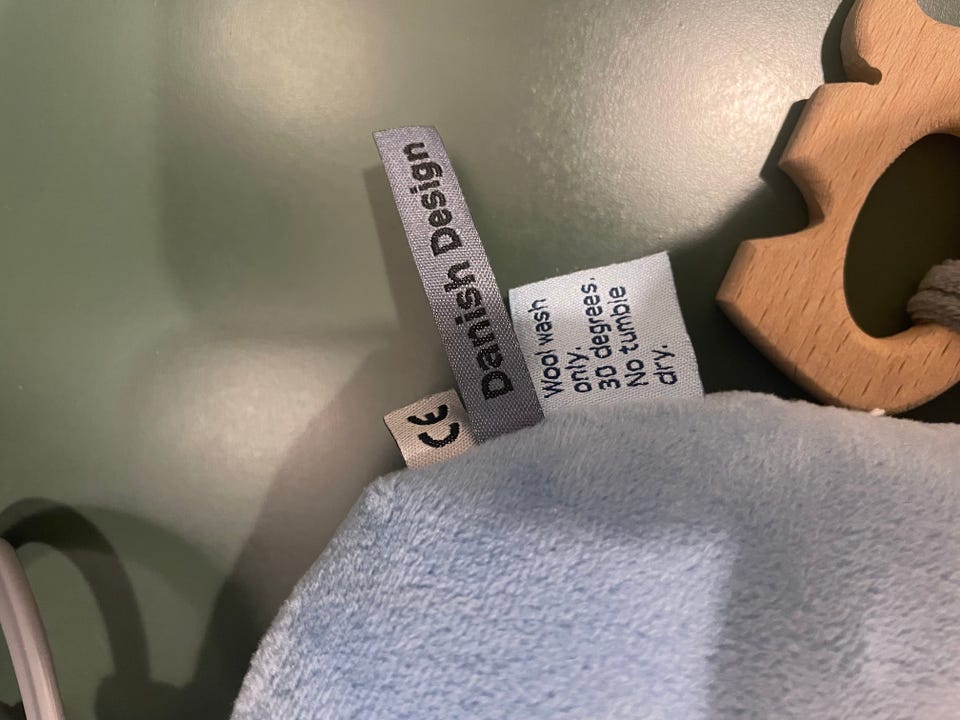 CE
Danish Design
Wool wash
only.
30 degrees.
No tumble
dry.